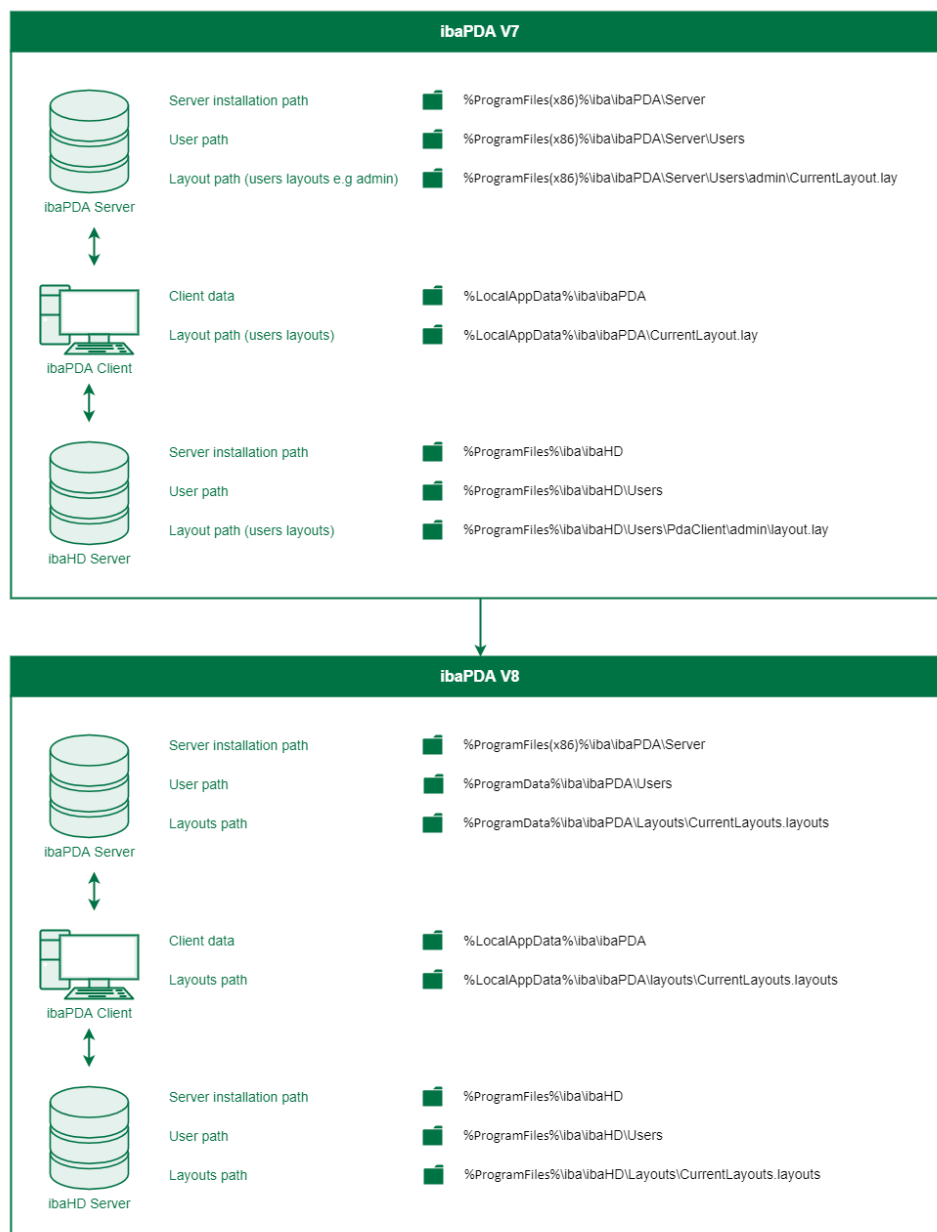 ibaPDA V7
Server installation path %ProgramFiles(x86)%\iba\ibaPDA\Server
User path %ProgramFiles(x86)%\iba\ibaPDA\Server\Users
Layout path (users layouts e.g admin) %ProgramFiles(x86)%\iba\ibaPDA\Server\Users\admin\CurrentLayout.lay
ibaPDA Server
Client data %LocalAppData%\iba\ibaPDA
Layout path (users layouts) %LocalAppData%\iba\ibaPDA\CurrentLayout.lay
ibaPDA Client
Server installation path %ProgramFiles%\iba\ibaHD
User path %ProgramFiles%\iba\ibaHD\Users
Layout path (users layouts) %ProgramFiles%\iba\ibaHD\Users\PdaClient\admin\layout.lay
ibaHD Server
ibaPDA V8
Server installation path %ProgramFiles(x86)%\iba\ibaPDA\Server
User path %ProgramData%\iba\ibaPDA\Users
Layouts path %ProgramData%\iba\ibaPDA\Layouts\CurrentLayouts.layouts
ibaPDA Server
Client data %LocalAppData%\iba\ibaPDA
Layouts path %LocalAppData%\iba\ibaPDA\layouts\CurrentLayouts.layouts
ibaPDA Client
Server installation path %ProgramFiles%\iba\ibaHD
User path %ProgramFiles%\iba\ibaHD\Users
Layouts path %ProgramFiles%\iba\ibaHD\Layouts\CurrentLayouts.layouts
ibaHD Server